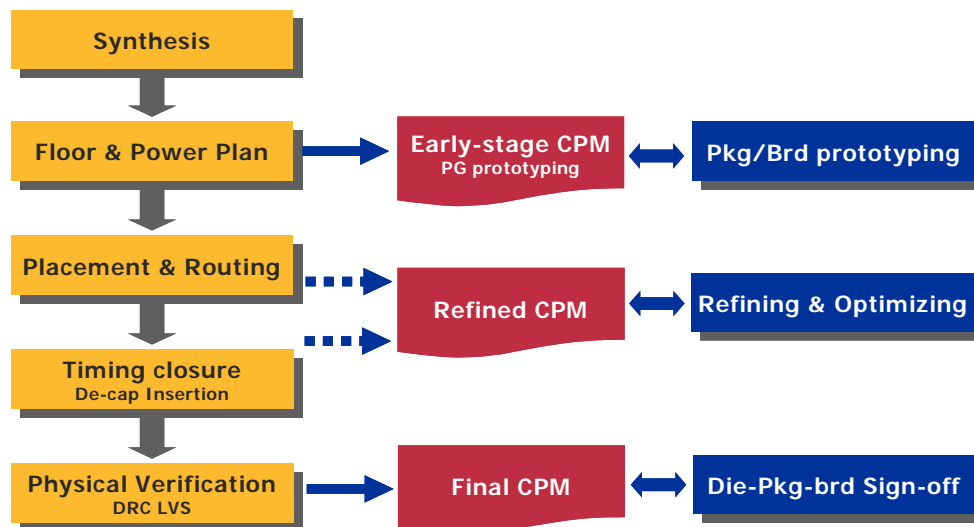 Synthesis
Floor & Power Plan
Early-stage CPM
PG prototyping
Pkg/Brd prototyping
Placement & Routing
Refined CPM
Refining & Optimizing
Timing closure
De-cap Insertion
Physical Verification
DRC LVS
Final CPM
Die-Pkg-brd Sign-off